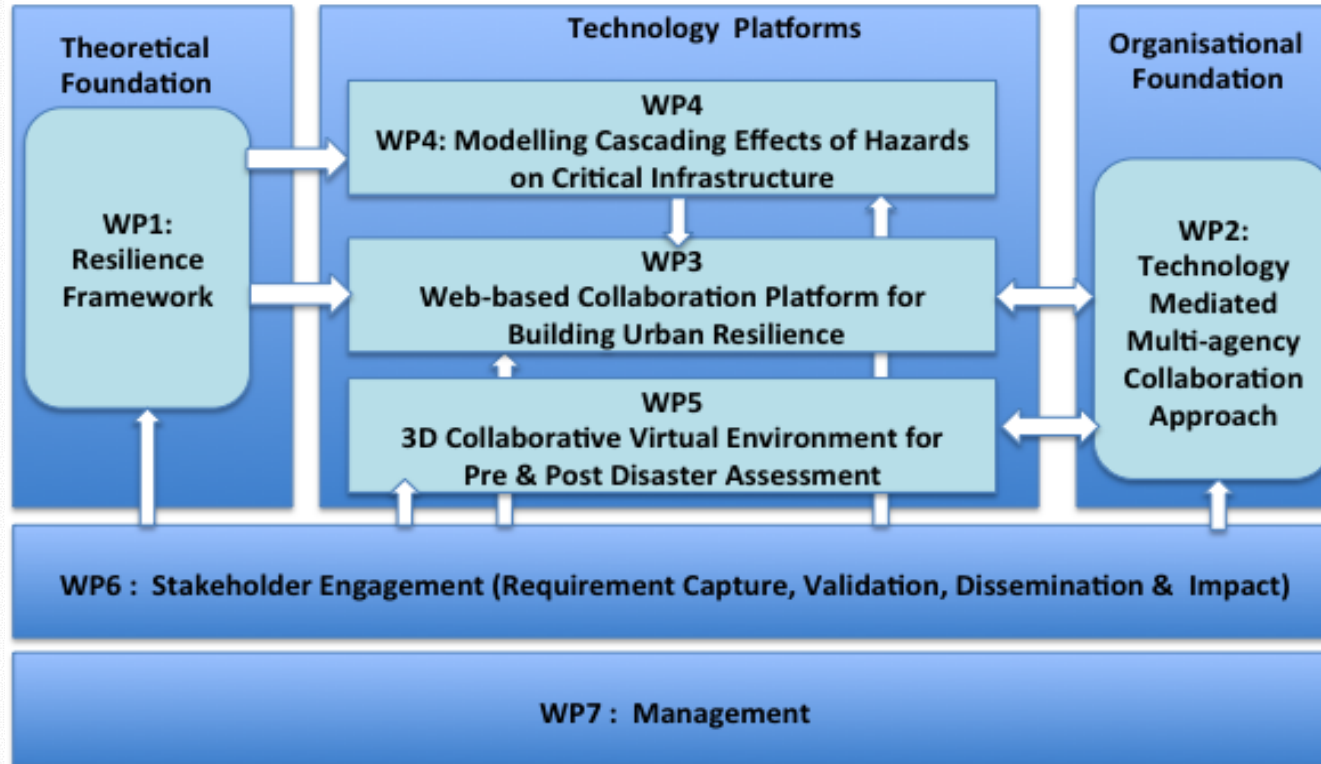 Theoretical
Foundation
WP1:
Resilience
Framework
Technology Platforms
WP4
WP4: Modelling Cascading Effects of Hazards
on Critical Infrastructure
WP3
Web-based Collaboration Platform for
Building Urban Resilience
WP5
3D Collaborative Virtual Environment for
Pre & Post Disaster Assessment
Organisational
Foundation
WP2:
Technology
Mediated
Multi-agency
Collaboration
Approach
WP6 : Stakeholder Engagement (Requirement Capture, Validation, Dissemination & Impact)
WP7 : Management